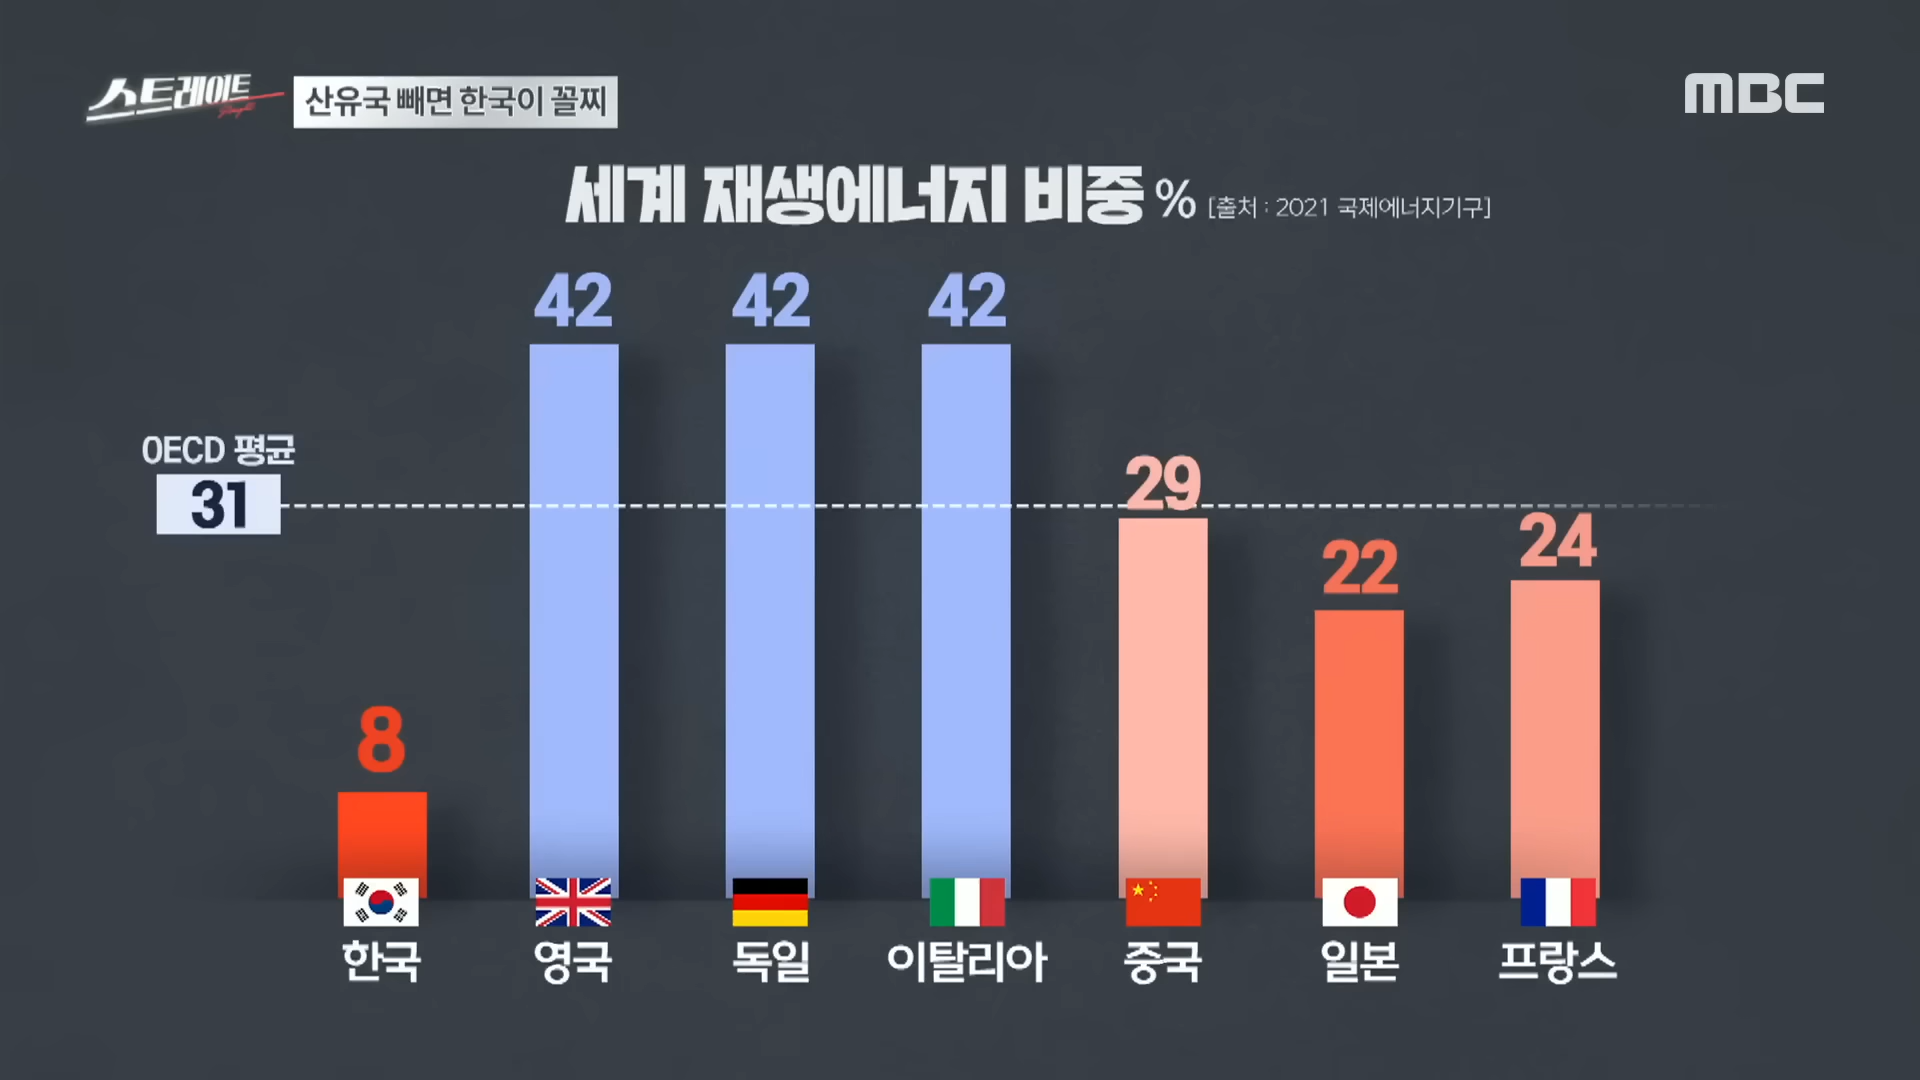 스트레이트
산유국 빼면 한국이 꼴찌
MBC
세계 재생에너지 비중 % [출처 : 2021 국제에너지기구]
42 42 42
OECD 평균
31
29
24
22
8
한국 영국 독일 이탈리아 중국 일본 프랑스